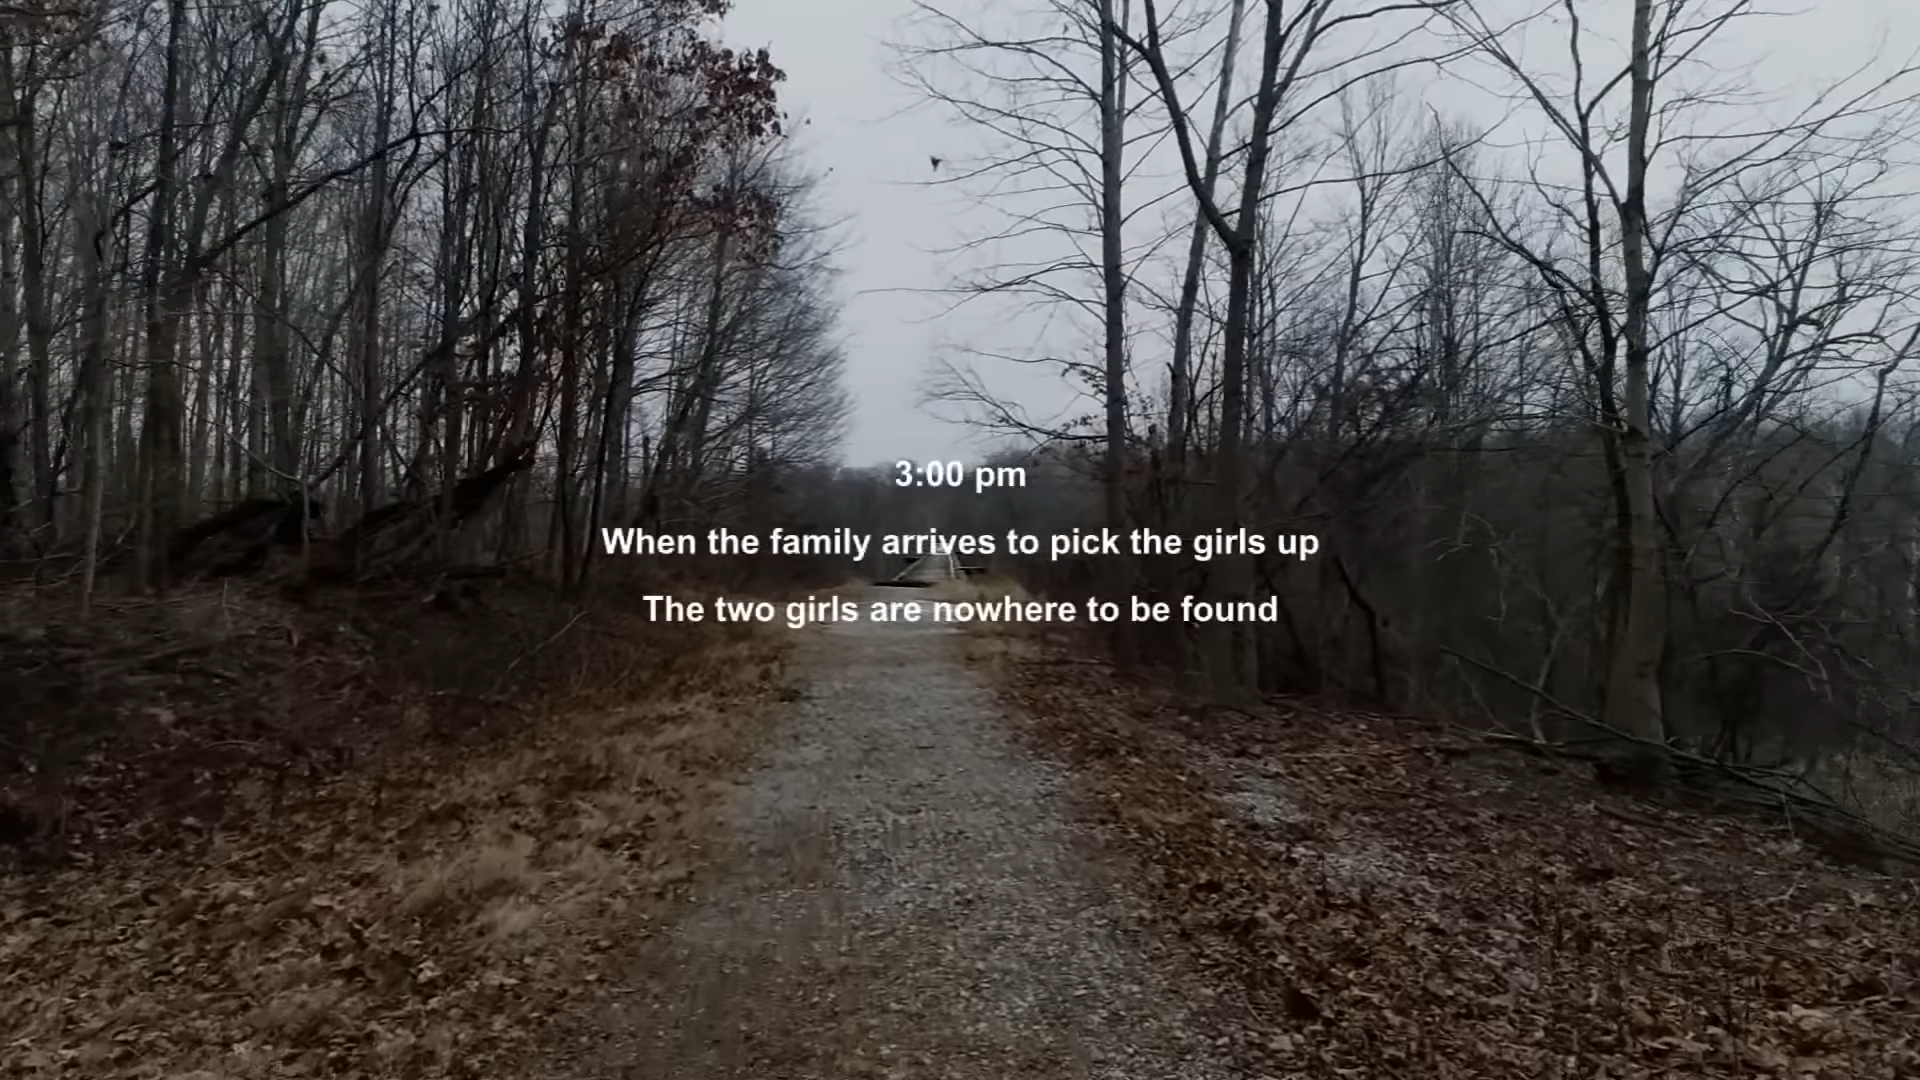 3:00 pm
When the family arrives to pick the girls up
The two girls are nowhere to be found